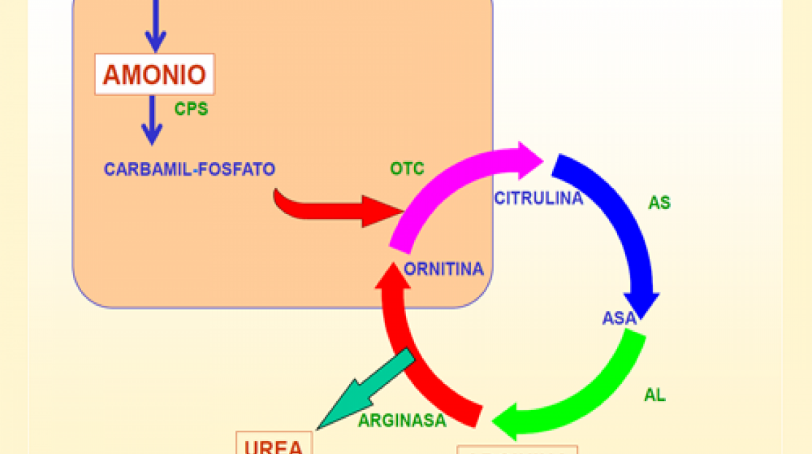 AMONIO
CPS
CARBAMIL-FOSFATO
OTC
CITRULINA
AS
ORNITINA
ASA
AL
ARGINASA
UREA